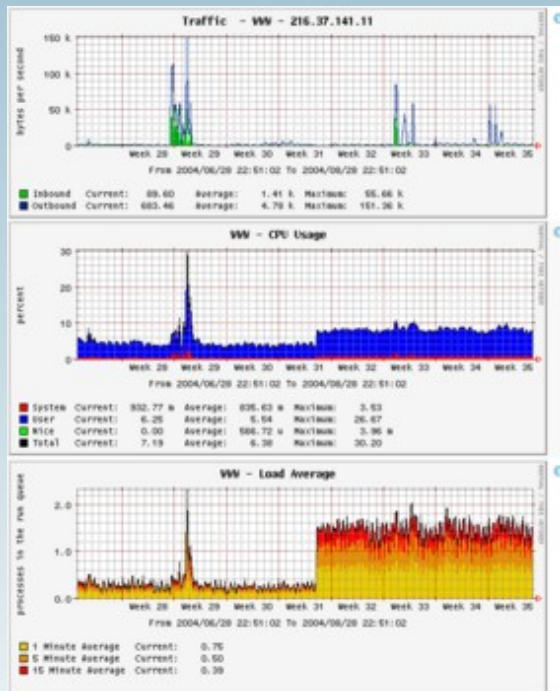 Traffic - WWW - 216.37.141.11
bytes per second
150 k
100 k
50 k
0
Week 28 Week 29 Week 30 Week 31 Week 32 Week 33 Week 34 Week 35
From 2004/06/28 22:51:02 To 2004/08/28 22:51:02
Inbound Current: 89.60 Average: 1.41 k Maximum: 55.66 k
Outbound Current: 683.46 Average: 4.78 k Maximum: 151.36 k
WWW - CPU Usage
percent
30
20
10
0
Week 28 Week 29 Week 30 Week 31 Week 32 Week 33 Week 34 Week 35
From 2004/06/28 22:51:02 To 2004/08/28 22:51:02
System Current: 932.77 m Average: 835.63 m Maximum: 3.53
User Current: 6.25 Average: 5.54 Maximum: 26.67
Nice Current: 0.00 Average: 586.72 u Maximum: 3.96 m
Total Current: 7.19 Average: 6.38 Maximum: 30.20
WWW - Load Average
processes in the run queue
2.0
1.0
0.0
Week 28 Week 29 Week 30 Week 31 Week 32 Week 33 Week 34 Week 35
From 2004/06/28 22:51:02 To 2004/08/28 22:51:02
1 Minute Average Current: 0.75
5 Minute Average Current: 0.50
15 Minute Average Current: 0.39